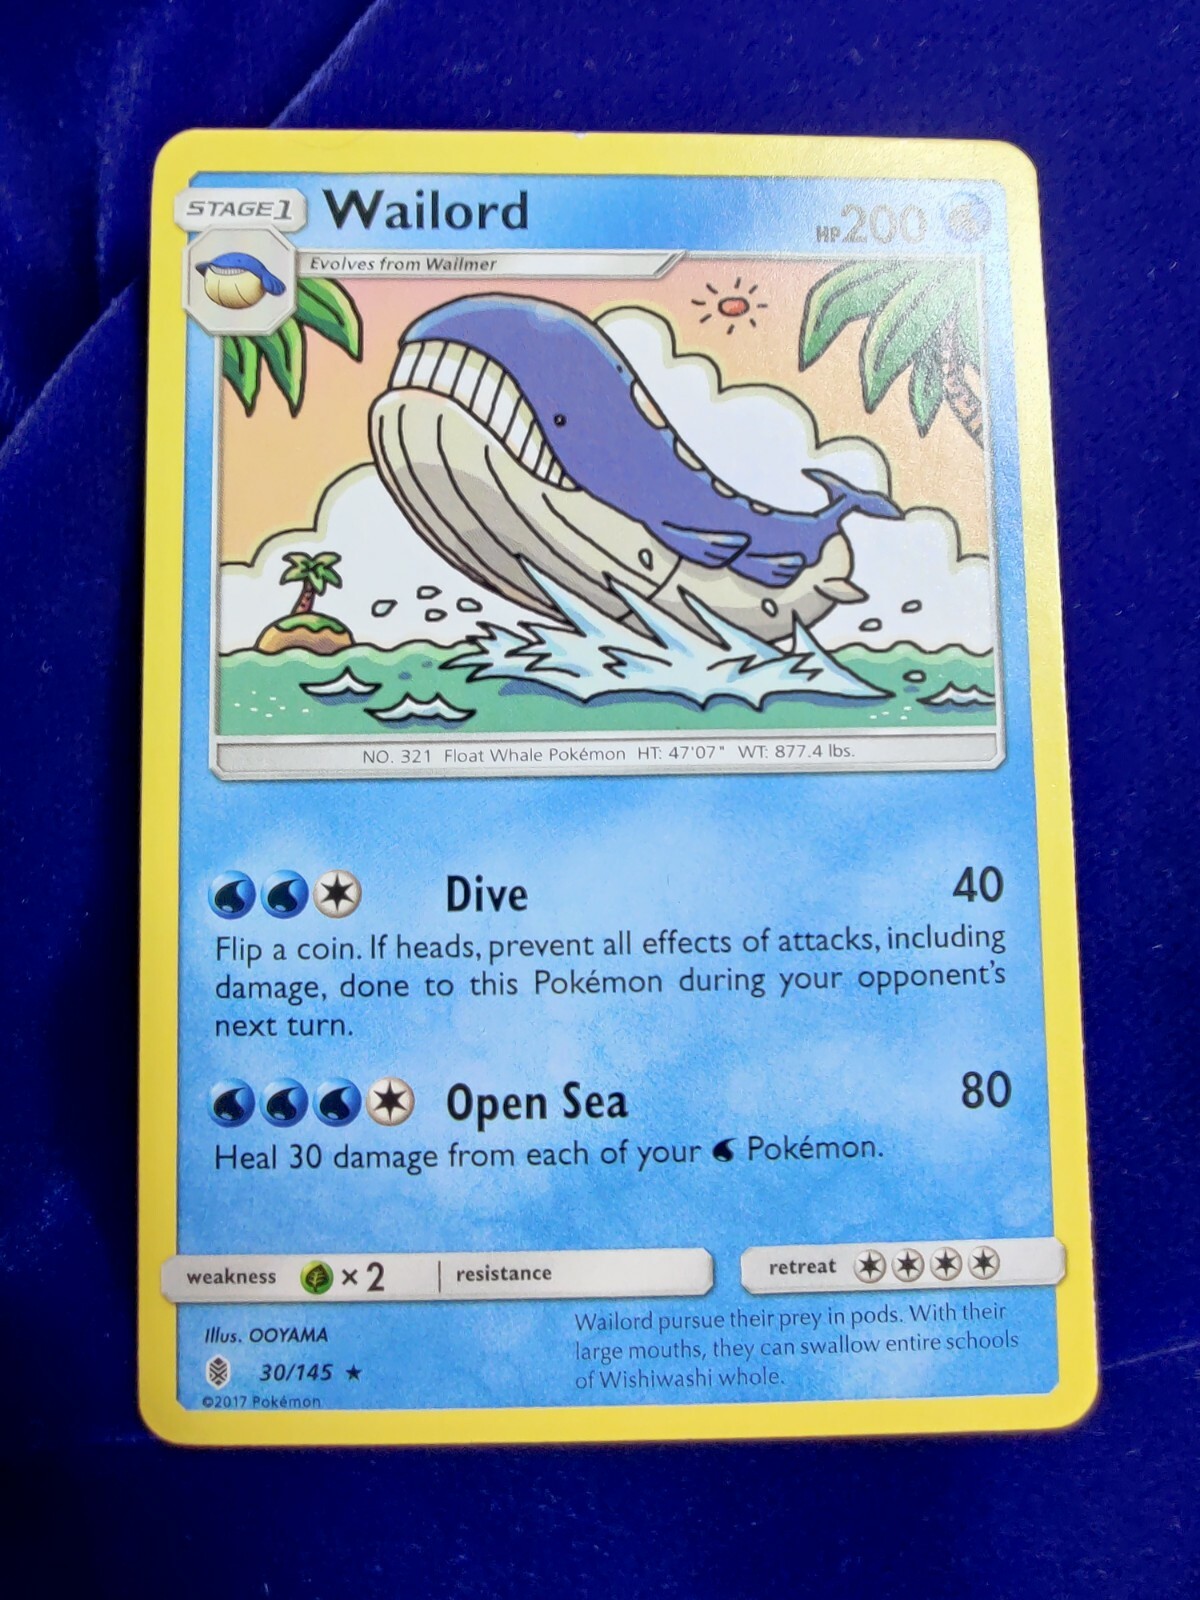 STAGE1 Wailord HP200
Evolves from Wailmer
NO. 321 Float Whale Pokémon HT: 47'07" WT: 877.4 lbs.
Dive 40
Flip a coin. If heads, prevent all effects of attacks, including
damage, done to this Pokémon during your opponent's
next turn.
Open Sea 80
Heal 30 damage from each of your Pokémon.
weakness ×2 resistance retreat
Illus. OOYAMA
30/145 ★
©2017 Pokémon
Wailord pursue their prey in pods. With their
large mouths, they can swallow entire schools
of Wishiwashi whole.